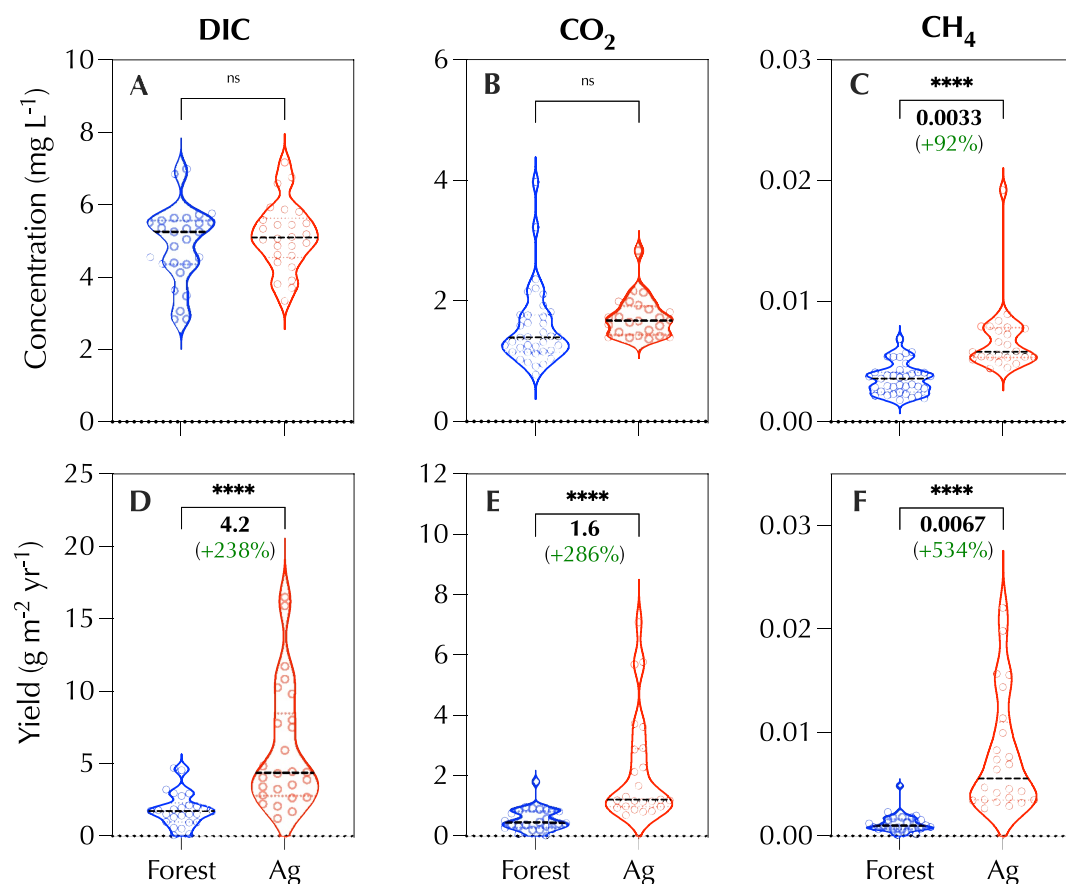 DIC
CO₂
CH₄
Concentration (mg L⁻¹)
10
8
6
4
2
0
A
ns
6
4
2
0
B
ns
0.03
0.02
0.01
0.00
C
****
0.0033
(+92%)
Yield (g m⁻² yr⁻¹)
25
20
15
10
5
0
D
****
4.2
(+238%)
12
10
8
6
4
2
0
E
****
1.6
(+286%)
0.03
0.02
0.01
0.00
F
****
0.0067
(+534%)
Forest
Ag
Forest
Ag
Forest
Ag